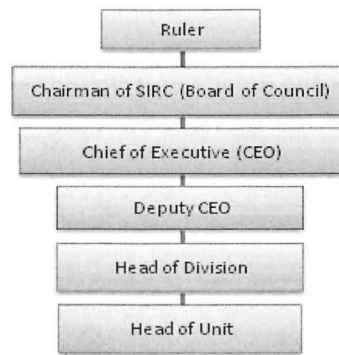 Ruler
Chairman of SIRC (Board of Council)
Chief of Executive (CEO)
Deputy CEO
Head of Division
Head of Unit